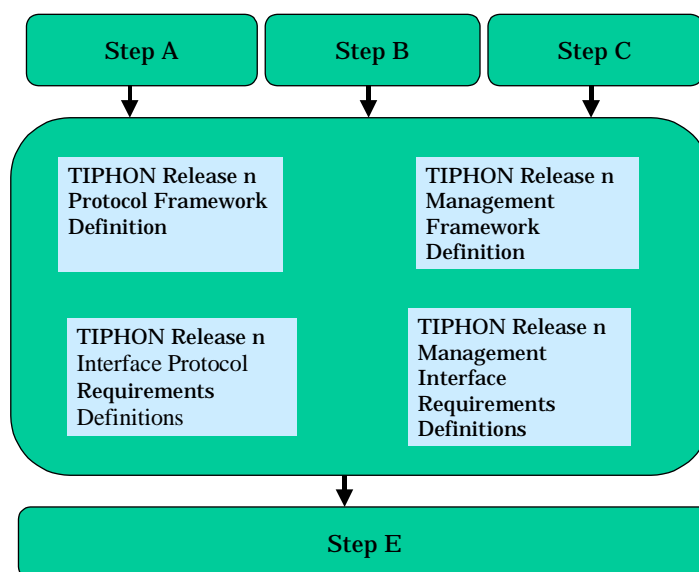 Step A
Step B
Step C
TIPHON Release n
Protocol Framework
Definition
TIPHON Release n
Management
Framework
Definition
TIPHON Release n
Interface Protocol
Requirements
Definitions
TIPHON Release n
Management
Interface
Requirements
Definitions
Step E